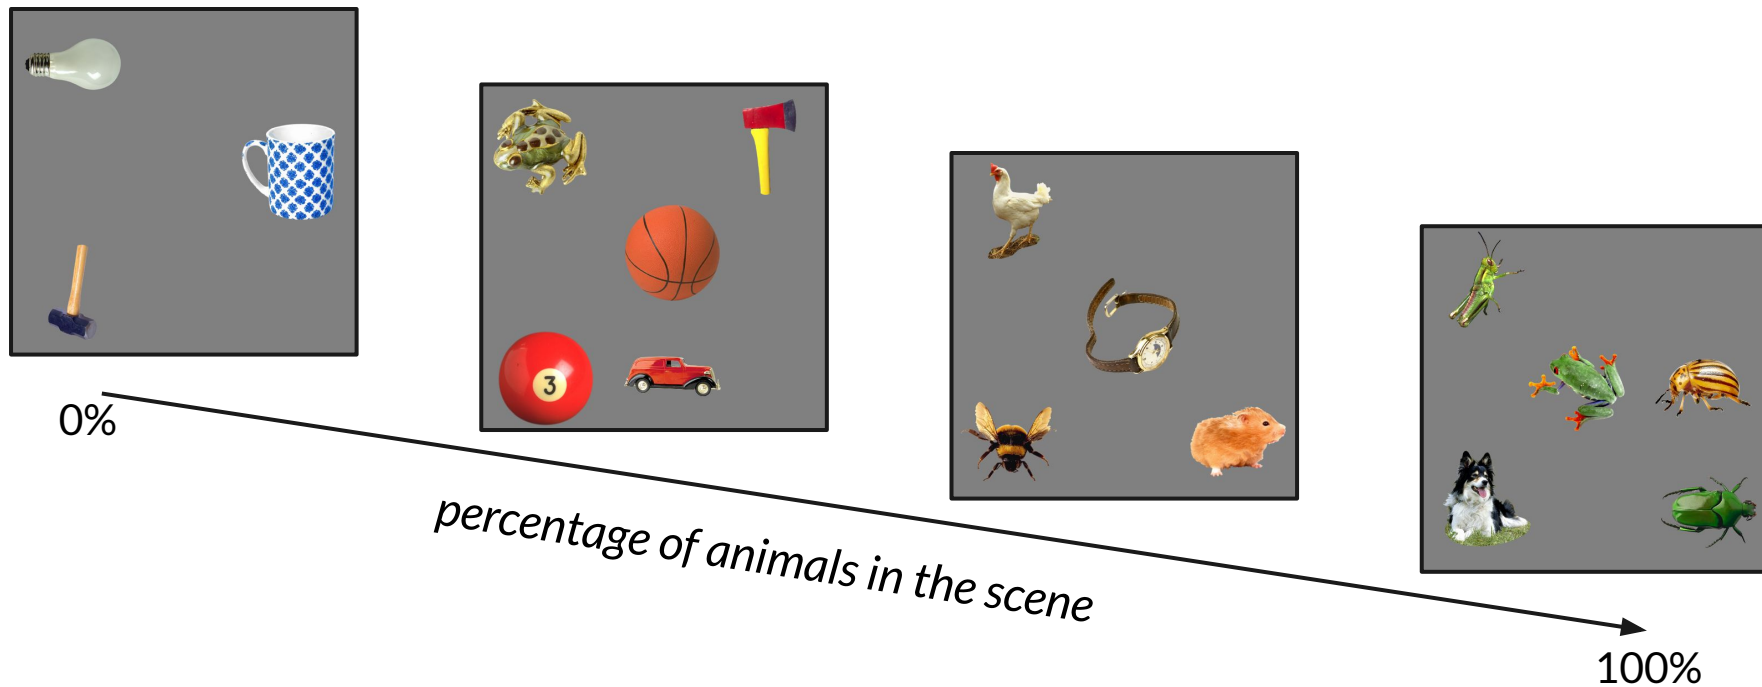 3
0%
percentage of animals in the scene
100%